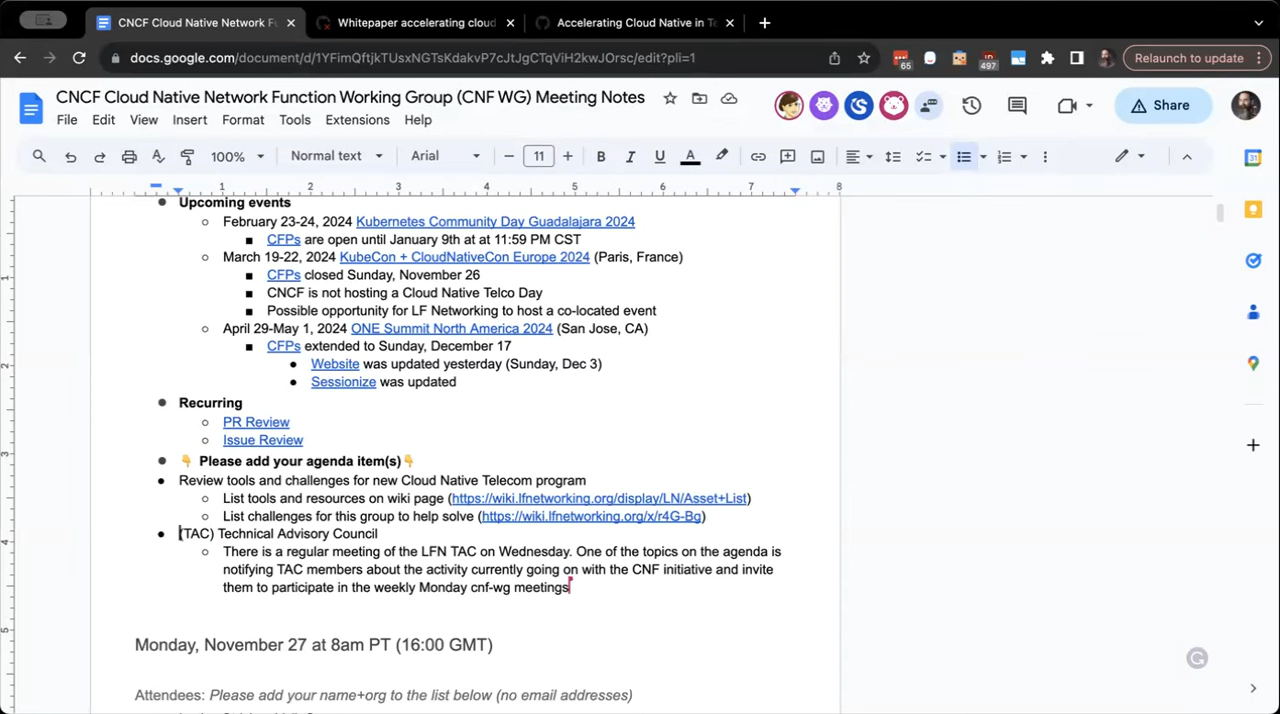 CNCF Cloud Native Network F
Whitepaper accelerating cloud
Accelerating Cloud Native in Te
docs.google.com/document/d/1YFimQftjkTUsxNGTsKdakvP7cJtJgCTqViH2kwJOrsc/edit?pli=1
65
497
Relaunch to update
CNCF Cloud Native Network Function Working Group (CNF WG) Meeting Notes
File Edit View Insert Format Tools Extensions Help
Share
100% Normal text Arial 11
1 2 3 4 5 6 7 8
Upcoming events
February 23-24, 2024 Kubernetes Community Day Guadalajara 2024
CFPs are open until January 9th at at 11:59 PM CST
March 19-22, 2024 KubeCon + CloudNativeCon Europe 2024 (Paris, France)
CFPs closed Sunday, November 26
CNCF is not hosting a Cloud Native Telco Day
Possible opportunity for LF Networking to host a co-located event
April 29-May 1, 2024 ONE Summit North America 2024 (San Jose, CA)
CFPs extended to Sunday, December 17
Website was updated yesterday (Sunday, Dec 3)
Sessionize was updated
Recurring
PR Review
Issue Review
👇 Please add your agenda item(s)👇
Review tools and challenges for new Cloud Native Telecom program
List tools and resources on wiki page (https://wiki.lfnetworking.org/display/LN/Asset+List)
List challenges for this group to help solve (https://wiki.lfnetworking.org/x/r4G-Bg)
(TAC) Technical Advisory Council
There is a regular meeting of the LFN TAC on Wednesday. One of the topics on the agenda is
notifying TAC members about the activity currently going on with the CNF initiative and invite
them to participate in the weekly Monday cnf-wg meetings
Monday, November 27 at 8am PT (16:00 GMT)
Attendees: Please add your name+org to the list below (no email addresses)